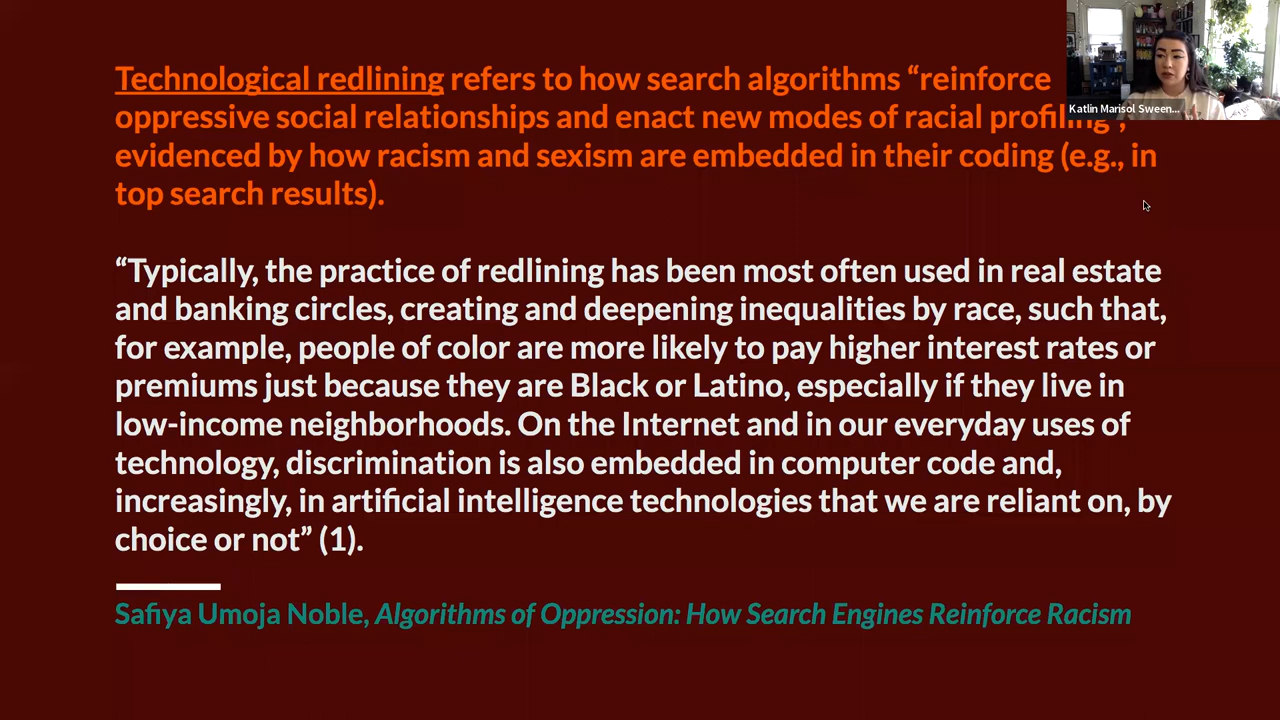 Technological redlining refers to how search algorithms “reinforce
oppressive social relationships and enact new modes of racial profiling”,
evidenced by how racism and sexism are embedded in their coding (e.g., in
top search results).
“Typically, the practice of redlining has been most often used in real estate
and banking circles, creating and deepening inequalities by race, such that,
for example, people of color are more likely to pay higher interest rates or
premiums just because they are Black or Latino, especially if they live in
low-income neighborhoods. On the Internet and in our everyday uses of
technology, discrimination is also embedded in computer code and,
increasingly, in artificial intelligence technologies that we are reliant on, by
choice or not” (1).
Safiya Umoja Noble, Algorithms of Oppression: How Search Engines Reinforce Racism
Katlin Marisol Sween...